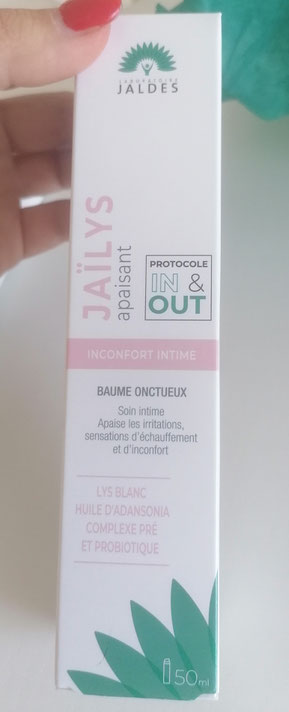 LABORATOIRE
JALDES
JAÏLYS
apaisant
PROTOCOLE
IN &
OUT
INCONFORT INTIME
BAUME ONCTUEUX
Soin intime
Apaise les irritations,
sensations d'échauffement
et d'inconfort
LYS BLANC
HUILE D'ADANSONIA
COMPLEXE PRÉ
ET PROBIOTIQUE
50ml